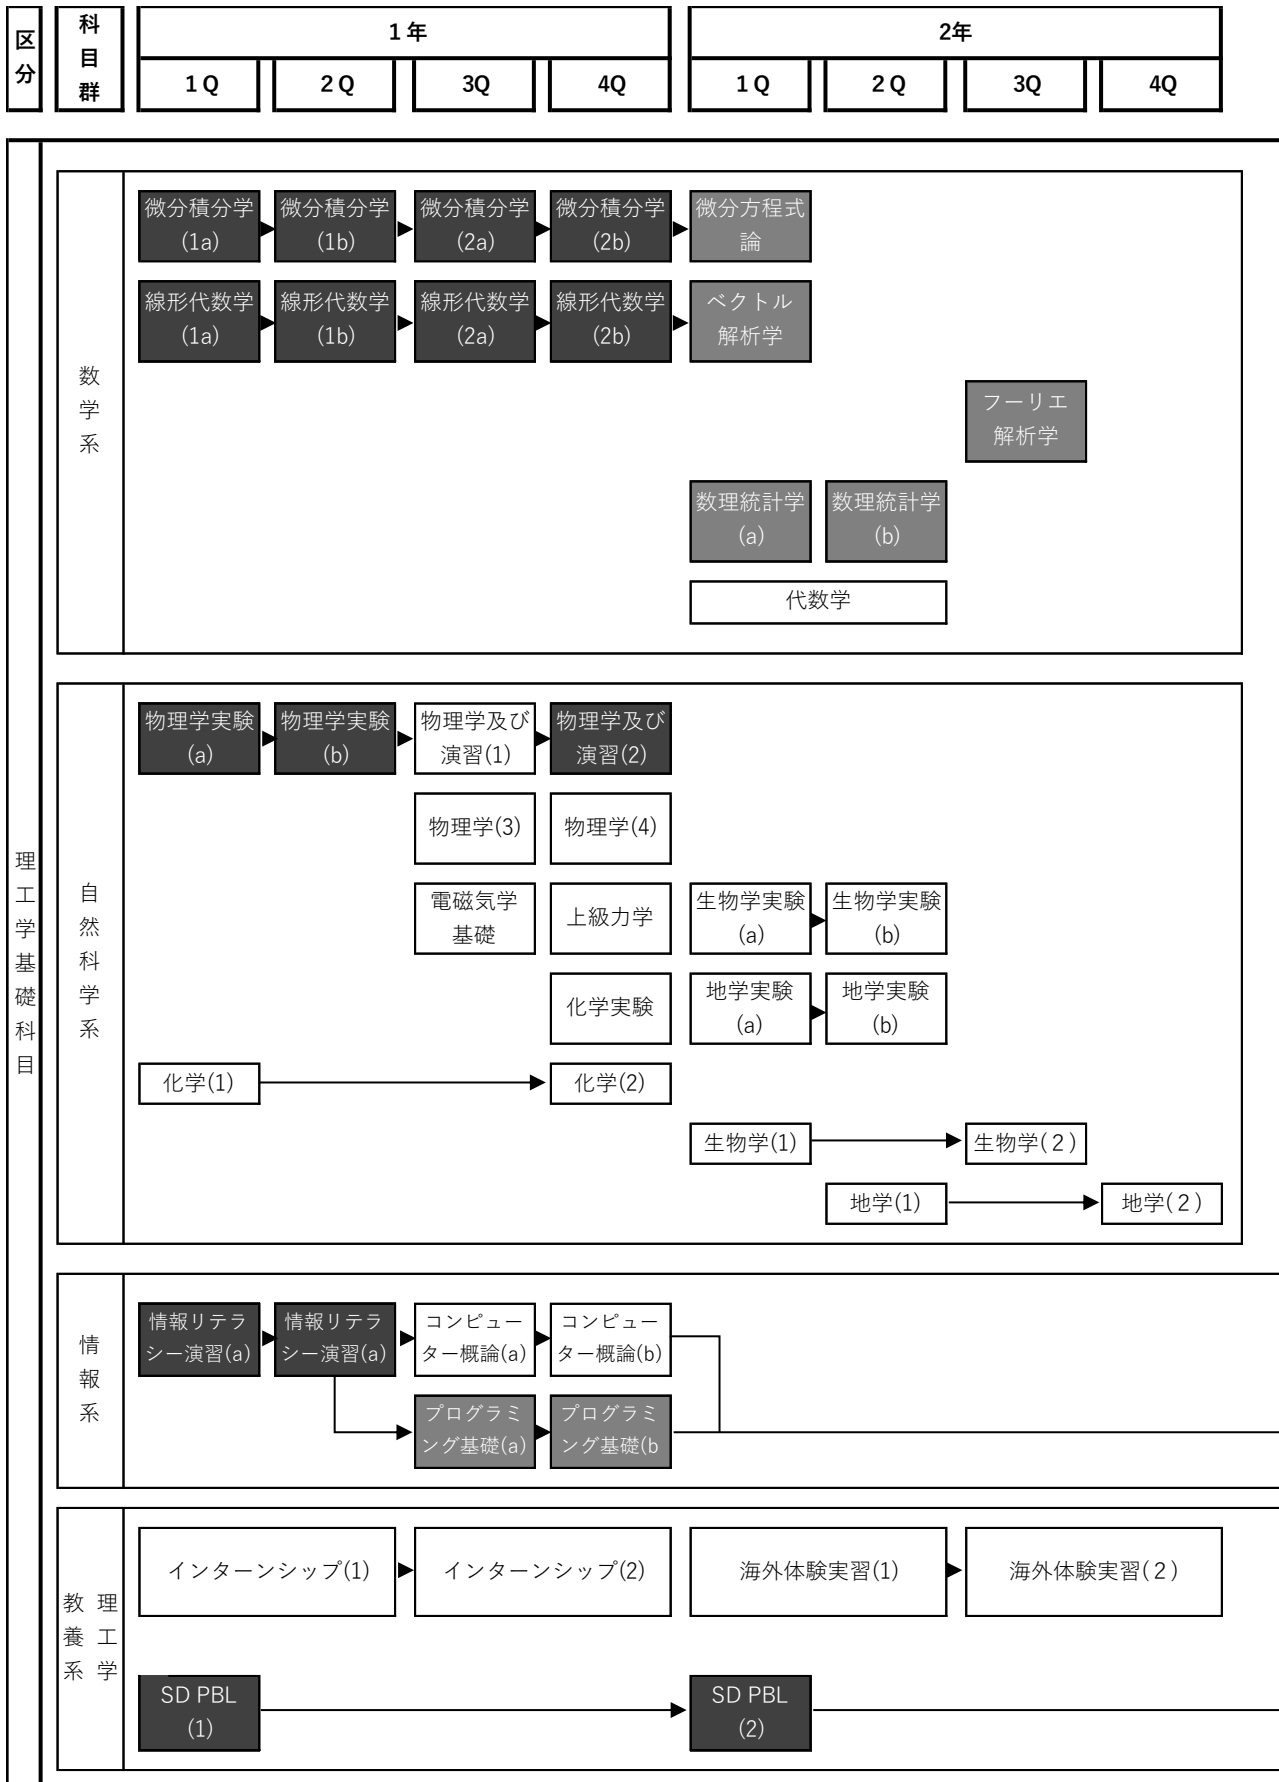 区分
科目群
1 年
2年
1 Q
2 Q
3Q
4Q
1 Q
2 Q
3Q
4Q
理工学基礎科目
数学系
微分積分学
(1a)
微分積分学
(1b)
微分積分学
(2a)
微分積分学
(2b)
微分方程式
論
線形代数学
(1a)
線形代数学
(1b)
線形代数学
(2a)
線形代数学
(2b)
ベクトル
解析学
フーリエ
解析学
数理統計学
(a)
数理統計学
(b)
代数学
自然科学系
物理学実験
(a)
物理学実験
(b)
物理学及び
演習(1)
物理学及び
演習(2)
物理学(3)
物理学(4)
電磁気学
基礎
上級力学
生物学実験
(a)
生物学実験
(b)
化学実験
地学実験
(a)
地学実験
(b)
化学(1)
化学(2)
生物学(1)
生物学(２)
地学(1)
地学(２)
情報系
情報リテラ
シー演習(a)
情報リテラ
シー演習(a)
コンピュー
ター概論(a)
コンピュー
ター概論(b)
プログラミ
ング基礎(a)
プログラミ
ング基礎(b
理工学
教養系
インターンシップ(1)
インターンシップ(2)
海外体験実習(1)
海外体験実習(２)
SD PBL
(1)
SD PBL
(2)